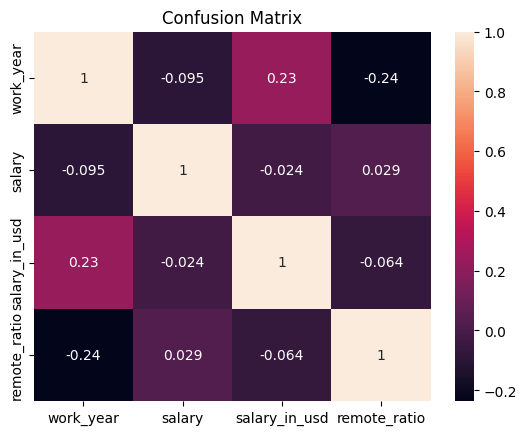 Confusion Matrix
work_year
1
-0.095
0.23
-0.24
salary
-0.095
1
-0.024
0.029
salary_in_usd
0.23
-0.024
1
-0.064
remote_ratio
-0.24
0.029
-0.064
1
work_year
salary
salary_in_usd
remote_ratio
1.0
0.8
0.6
0.4
0.2
0.0
−0.2